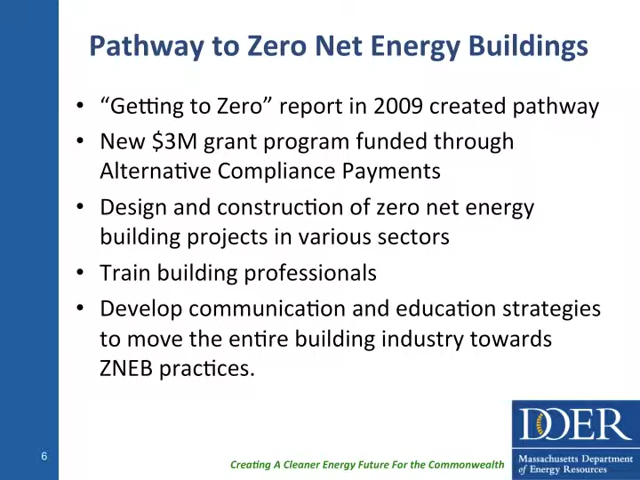 Pathway to Zero Net Energy Buildings
• “Getting to Zero” report in 2009 created pathway
• New $3M grant program funded through
Alternative Compliance Payments
• Design and construction of zero net energy
building projects in various sectors
• Train building professionals
• Develop communication and education strategies
to move the entire building industry towards
ZNEB practices.
6
Creating A Cleaner Energy Future For the Commonwealth
DOER
Massachusetts Department
of Energy Resources